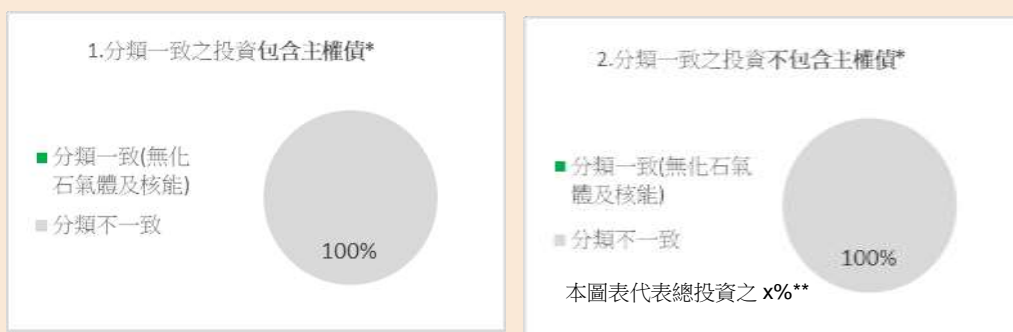 1.分類一致之投資包含主權債*
分類一致(無化
石氣體及核能)
分類不一致
100%
2.分類一致之投資不包含主權債*
分類一致(無化石氣
體及核能)
分類不一致
100%
本圖表代表總投資之 x%**